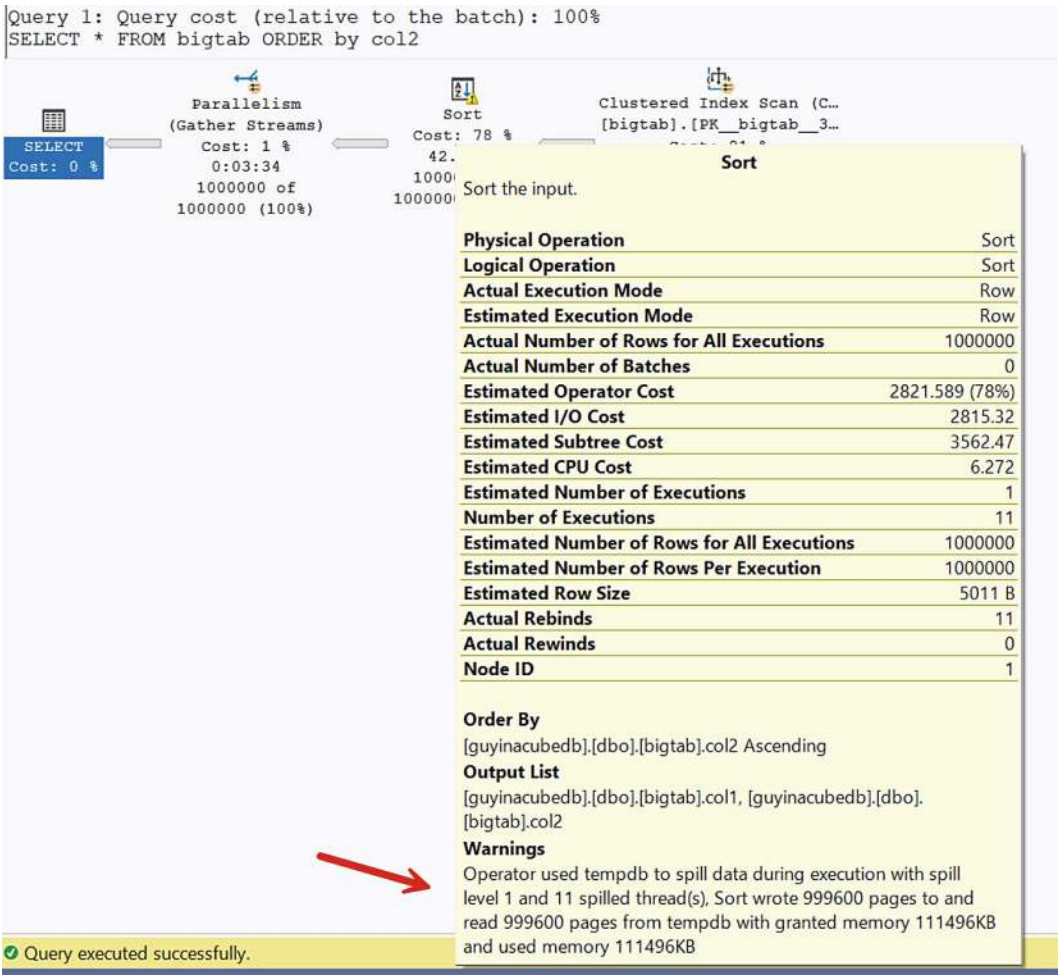 Query 1: Query cost (relative to the batch): 100%
SELECT * FROM bigtab ORDER by col2
SELECT
Cost: 0 %
Parallelism
(Gather Streams)
Cost: 1 %
0:03:34
1000000 of
1000000 (100%)
Sort
Cost: 78 %
42.
1000
100000
Clustered Index Scan (C…
[bigtab].[PK__bigtab__3…
Sort
Sort the input.
Physical Operation Sort
Logical Operation Sort
Actual Execution Mode Row
Estimated Execution Mode Row
Actual Number of Rows for All Executions 1000000
Actual Number of Batches 0
Estimated Operator Cost 2821.589 (78%)
Estimated I/O Cost 2815.32
Estimated Subtree Cost 3562.47
Estimated CPU Cost 6.272
Estimated Number of Executions 1
Number of Executions 11
Estimated Number of Rows for All Executions 1000000
Estimated Number of Rows Per Execution 1000000
Estimated Row Size 5011 B
Actual Rebinds 11
Actual Rewinds 0
Node ID 1
Order By
[guyinacubedb].[dbo].[bigtab].col2 Ascending
Output List
[guyinacubedb].[dbo].[bigtab].col1, [guyinacubedb].[dbo].
[bigtab].col2
Warnings
Operator used tempdb to spill data during execution with spill
level 1 and 11 spilled thread(s), Sort wrote 999600 pages to and
read 999600 pages from tempdb with granted memory 111496KB
and used memory 111496KB
Query executed successfully.